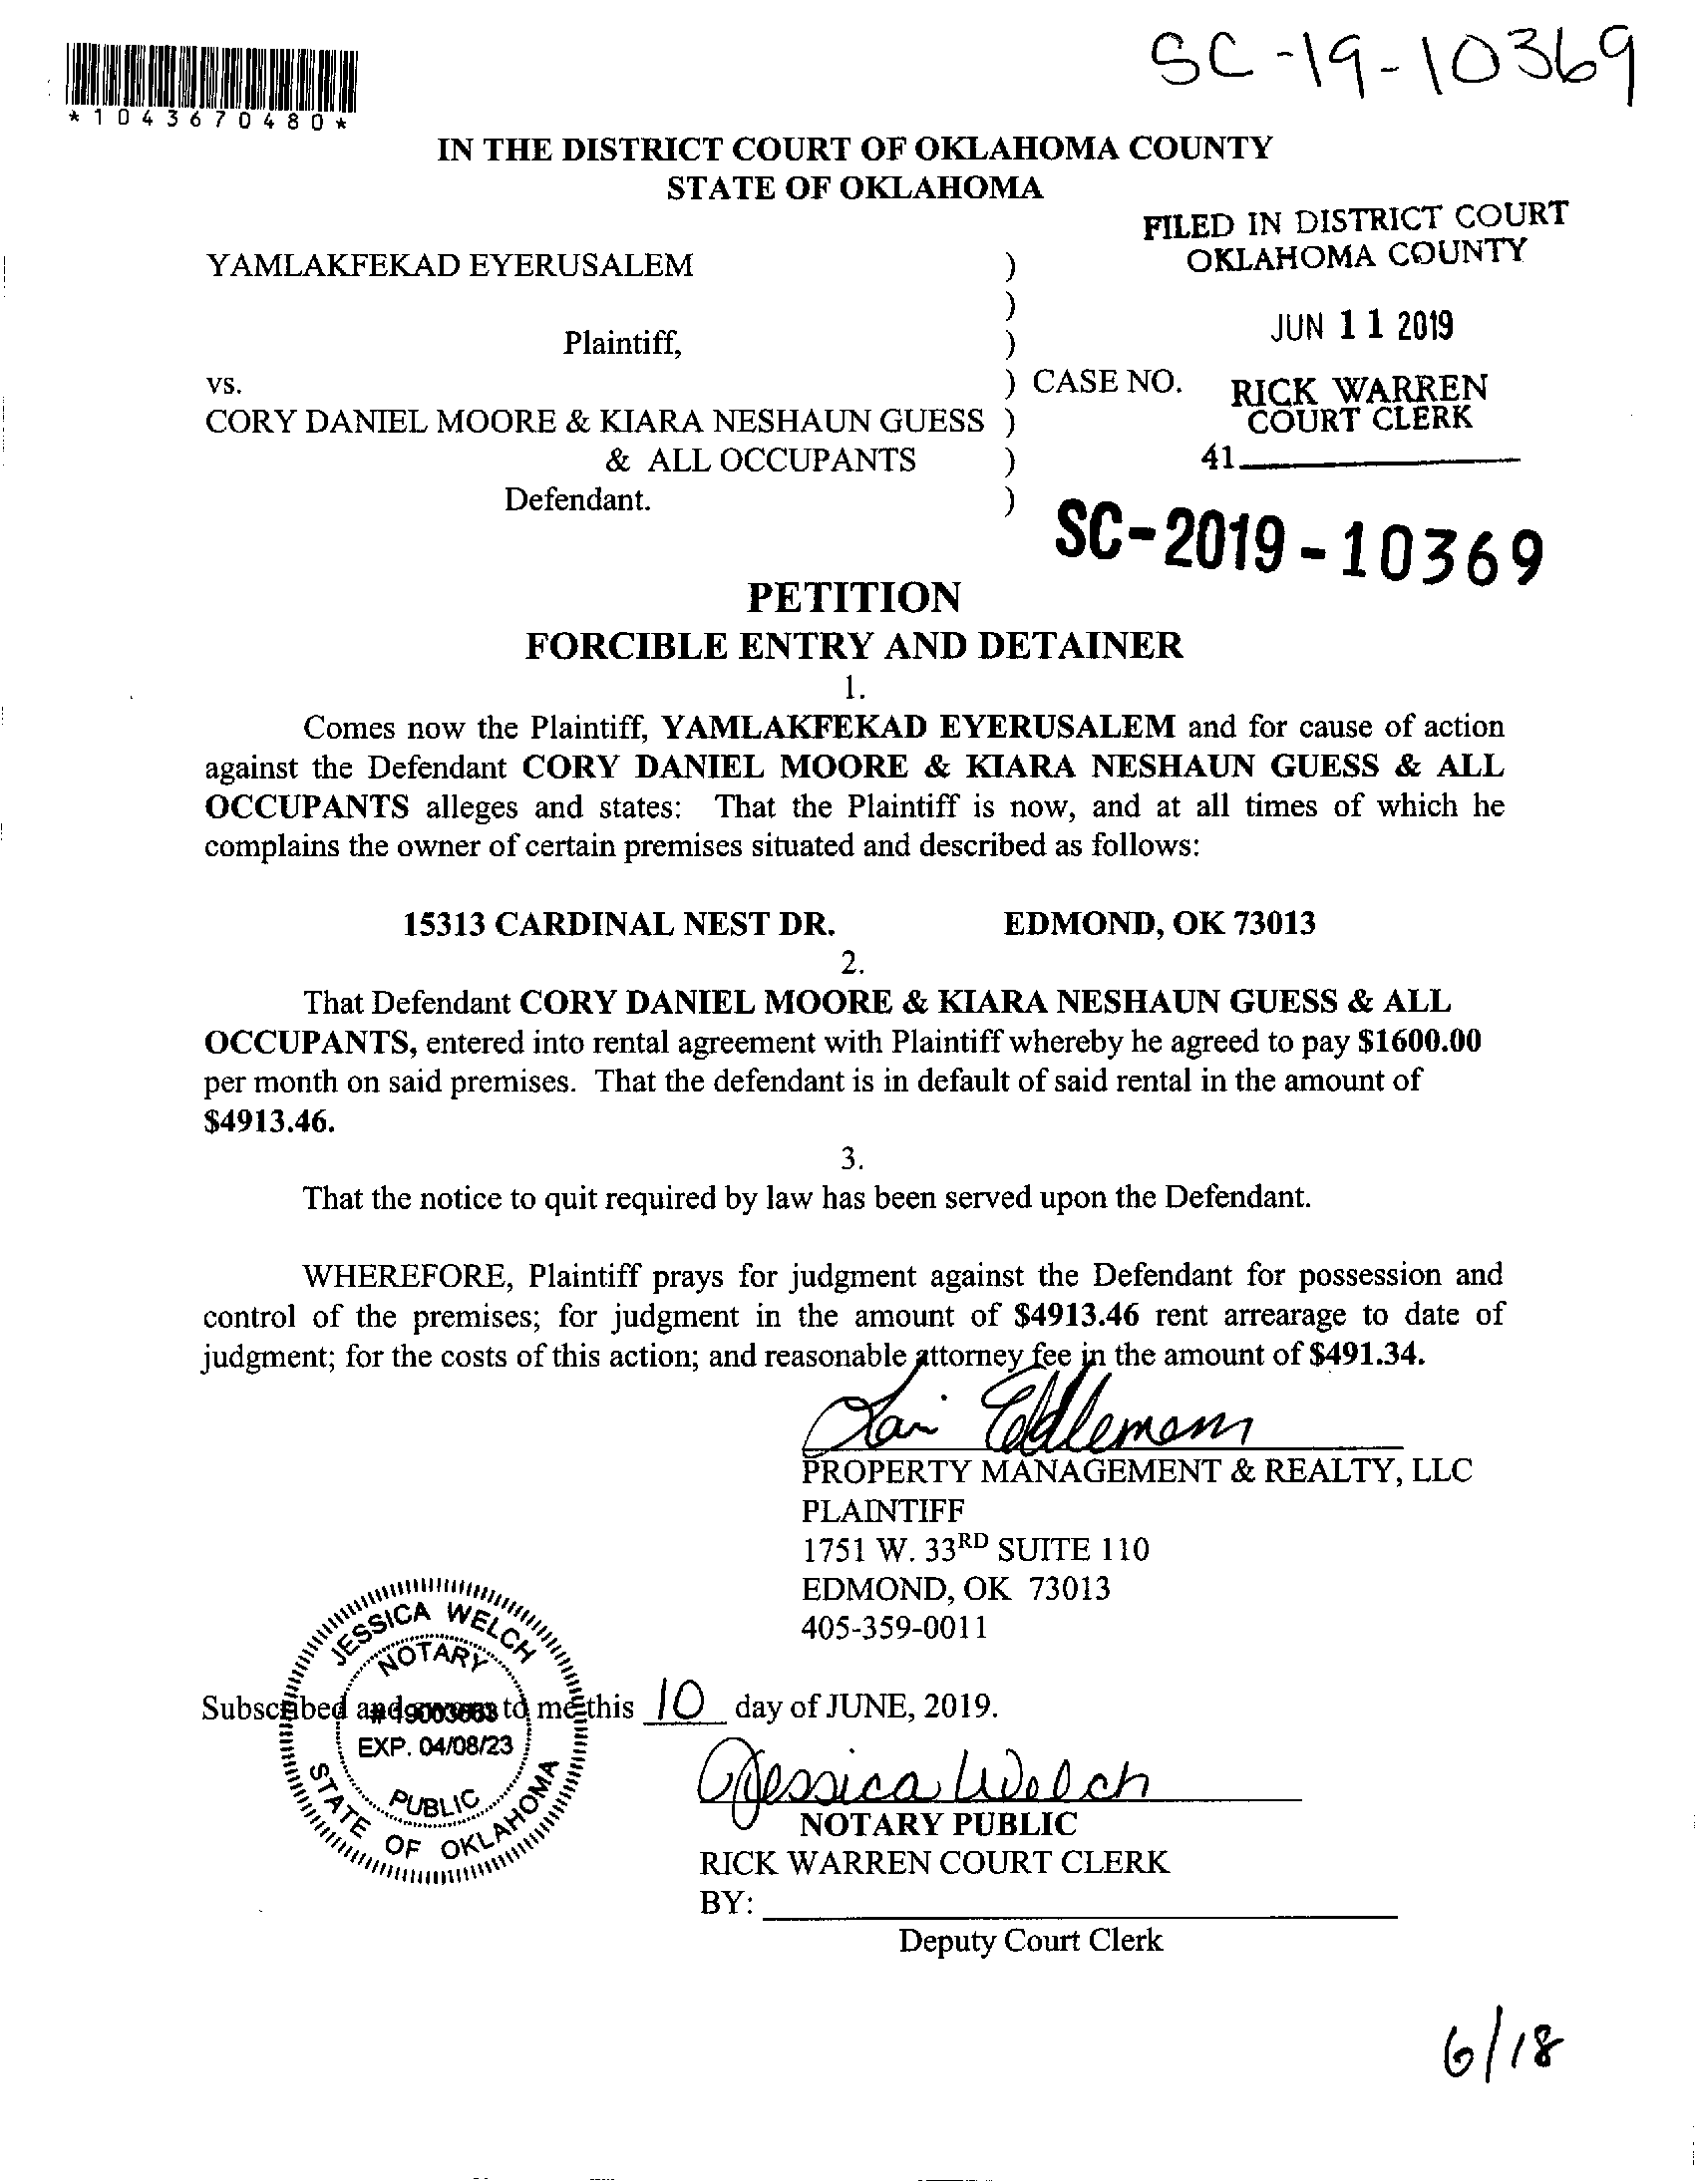 SC-19-10369
*1043670480*
IN THE DISTRICT COURT OF OKLAHOMA COUNTY
STATE OF OKLAHOMA
FILED IN DISTRICT COURT
OKLAHOMA COUNTY
YAMLAKFEKAD EYERUSALEM )
)
JUN 11 2019
Plaintiff, )
vs. ) CASE NO.
RICK WARREN
COURT CLERK
CORY DANIEL MOORE & KIARA NESHAUN GUESS )
& ALL OCCUPANTS )
41
Defendant. )
SC-2019-10369
PETITION
FORCIBLE ENTRY AND DETAINER
1.
Comes now the Plaintiff, YAMLAKFEKAD EYERUSALEM and for cause of action
against the Defendant CORY DANIEL MOORE & KIARA NESHAUN GUESS & ALL
OCCUPANTS alleges and states: That the Plaintiff is now, and at all times of which he
complains the owner of certain premises situated and described as follows:
15313 CARDINAL NEST DR. EDMOND, OK 73013
2.
That Defendant CORY DANIEL MOORE & KIARA NESHAUN GUESS & ALL
OCCUPANTS, entered into rental agreement with Plaintiff whereby he agreed to pay $1600.00
per month on said premises. That the defendant is in default of said rental in the amount of
$4913.46.
3.
That the notice to quit required by law has been served upon the Defendant.
WHEREFORE, Plaintiff prays for judgment against the Defendant for possession and
control of the premises; for judgment in the amount of $4913.46 rent arrearage to date of
judgment; for the costs of this action; and reasonable attorney fee in the amount of $491.34.
Eddlemom
PROPERTY MANAGEMENT & REALTY, LLC
PLAINTIFF
1751 W. 33RD SUITE 110
EDMOND, OK 73013
405-359-0011
JESSICA WELCH
NOTARY
Subscribed and sworn to me this 10 day of JUNE, 2019.
EXP. 04/08/23
PUBLIC
STATE OF OKLAHOMA
Jessica Welch
NOTARY PUBLIC
RICK WARREN COURT CLERK
BY:
Deputy Court Clerk
6/18